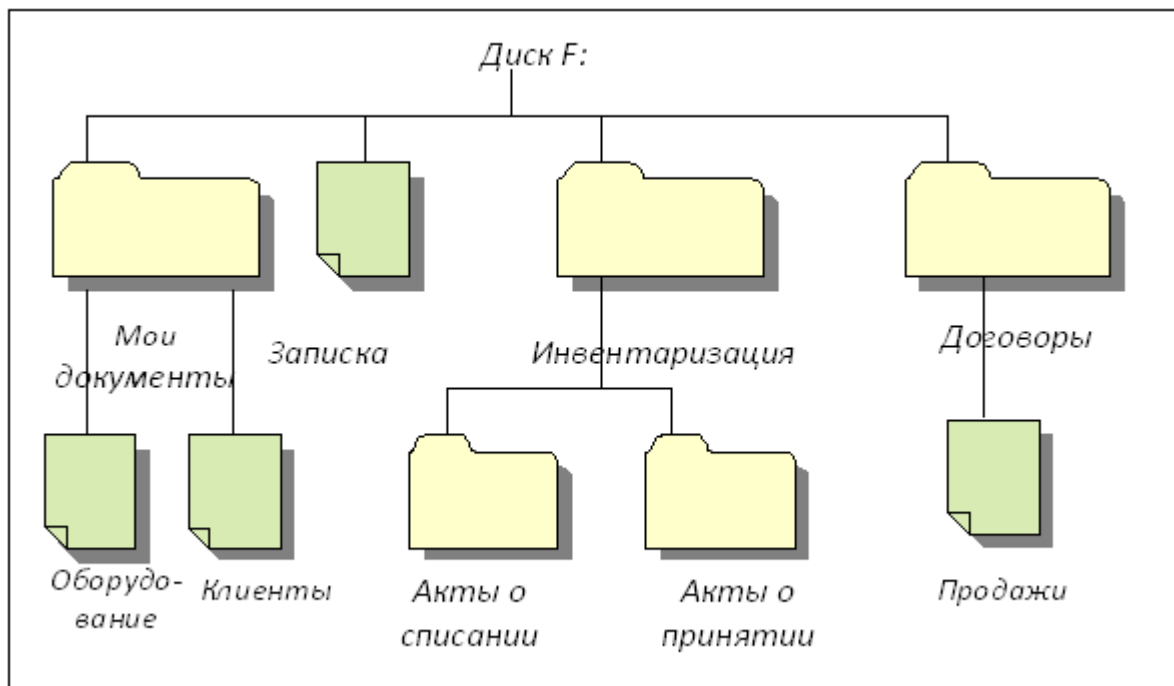 Диск F:
Мои
документы
Записка
Инвентаризация
Договоры
Оборудо-
вание
Клиенты
Акты о
списании
Акты о
принятии
Продажи